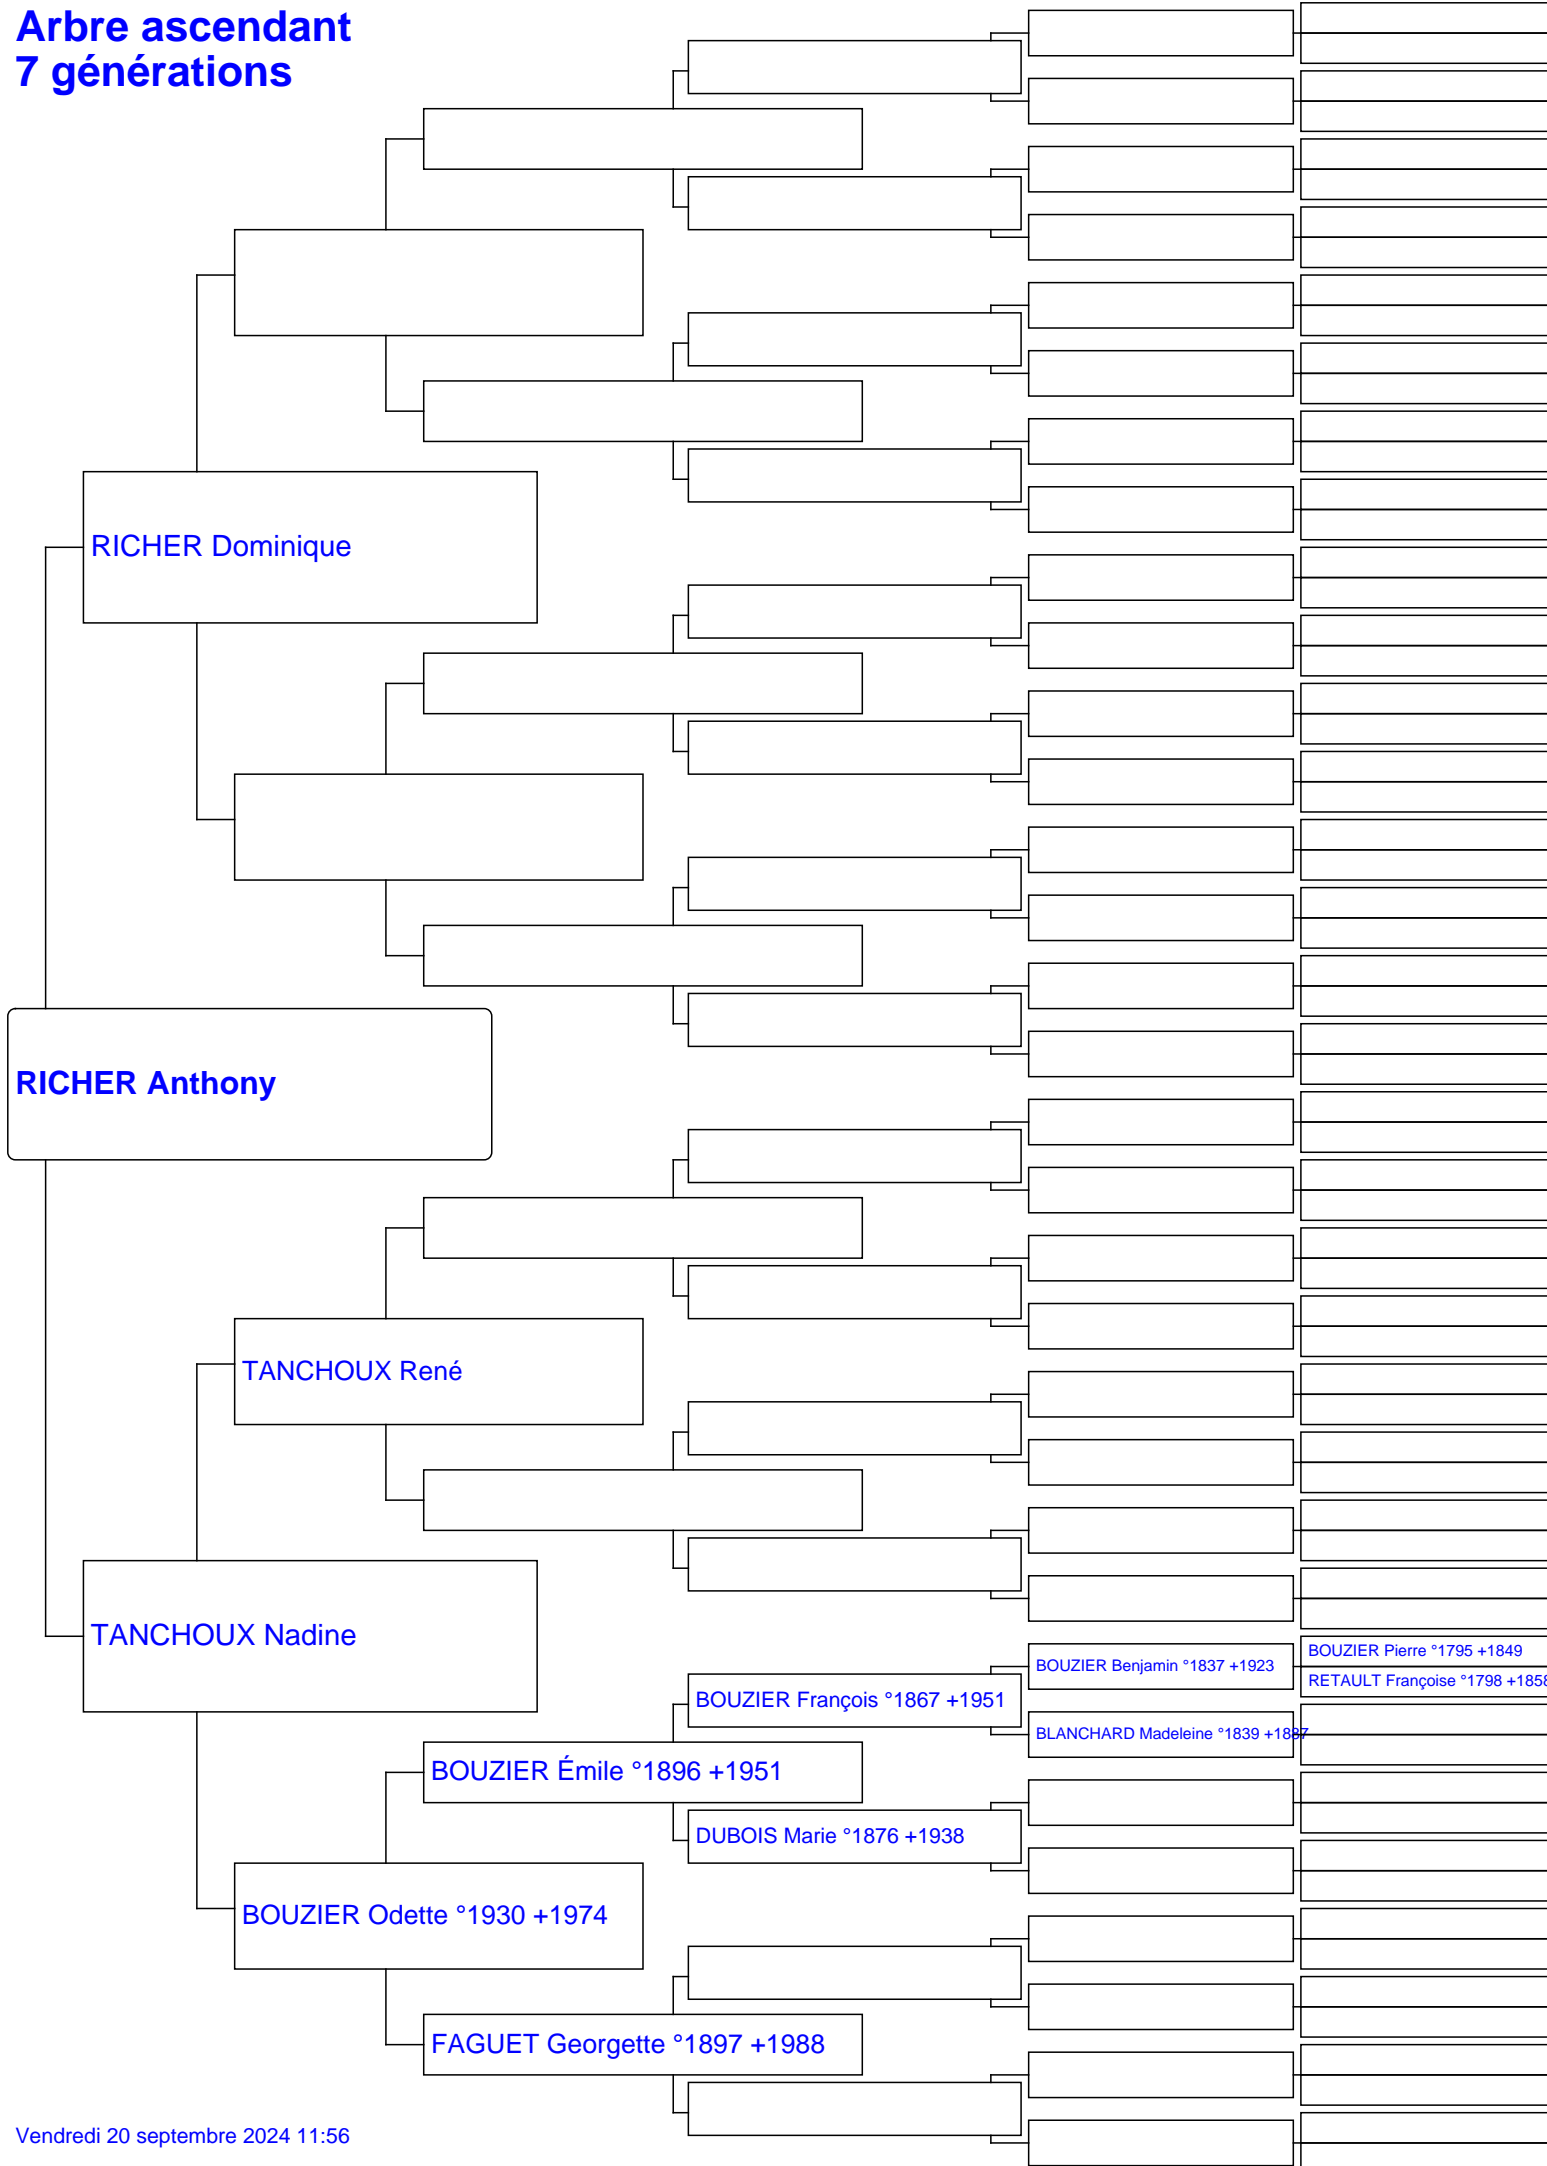 Arbre ascendant
7 générations
RICHER Dominique
RICHER Anthony
TANCHOUX René
TANCHOUX Nadine
BOUZIER Pierre °1795 +1849
BOUZIER Benjamin °1837 +1923
RETAULT Françoise °1798 +1858
BOUZIER François °1867 +1951
BLANCHARD Madeleine °1839 +1887
BOUZIER Émile °1896 +1951
DUBOIS Marie °1876 +1938
BOUZIER Odette °1930 +1974
FAGUET Georgette °1897 +1988
Vendredi 20 septembre 2024 11:56